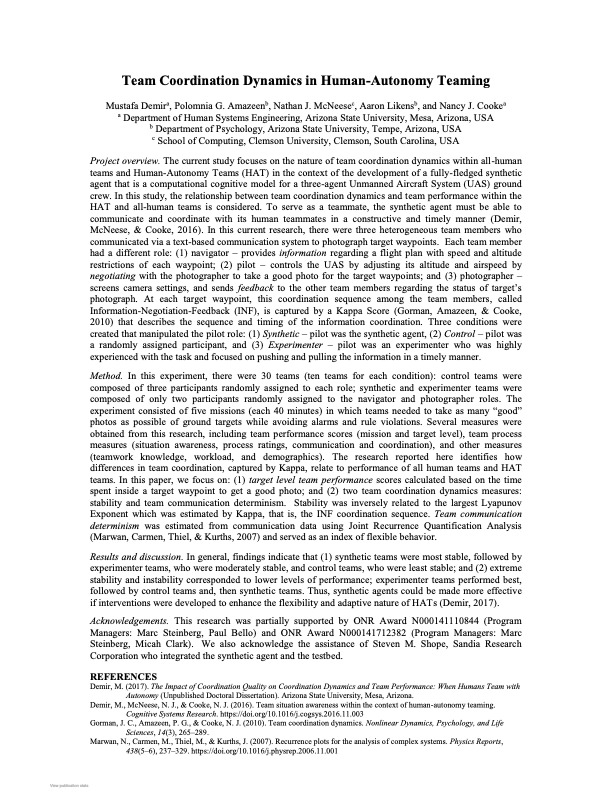 Team Coordination Dynamics in Human-Autonomy Teaming
Mustafa Demirᵃ, Polomnia G. Amazeenᵇ, Nathan J. McNeeseᶜ, Aaron Likensᵇ, and Nancy J. Cookeᵃ
ᵃ Department of Human Systems Engineering, Arizona State University, Mesa, Arizona, USA
ᵇ Department of Psychology, Arizona State University, Tempe, Arizona, USA
ᶜ School of Computing, Clemson University, Clemson, South Carolina, USA
Project overview. The current study focuses on the nature of team coordination dynamics within all-human
teams and Human-Autonomy Teams (HAT) in the context of the development of a fully-fledged synthetic
agent that is a computational cognitive model for a three-agent Unmanned Aircraft System (UAS) ground
crew. In this study, the relationship between team coordination dynamics and team performance within the
HAT and all-human teams is considered. To serve as a teammate, the synthetic agent must be able to
communicate and coordinate with its human teammates in a constructive and timely manner (Demir,
McNeese, & Cooke, 2016). In this current research, there were three heterogeneous team members who
communicated via a text-based communication system to photograph target waypoints. Each team member
had a different role: (1) navigator – provides information regarding a flight plan with speed and altitude
restrictions of each waypoint; (2) pilot – controls the UAS by adjusting its altitude and airspeed by
negotiating with the photographer to take a good photo for the target waypoints; and (3) photographer –
screens camera settings, and sends feedback to the other team members regarding the status of target's
photograph. At each target waypoint, this coordination sequence among the team members, called
Information-Negotiation-Feedback (INF), is captured by a Kappa Score (Gorman, Amazeen, & Cooke,
2010) that describes the sequence and timing of the information coordination. Three conditions were
created that manipulated the pilot role: (1) Synthetic – pilot was the synthetic agent, (2) Control – pilot was
a randomly assigned participant, and (3) Experimenter – pilot was an experimenter who was highly
experienced with the task and focused on pushing and pulling the information in a timely manner.
Method. In this experiment, there were 30 teams (ten teams for each condition): control teams were
composed of three participants randomly assigned to each role; synthetic and experimenter teams were
composed of only two participants randomly assigned to the navigator and photographer roles. The
experiment consisted of five missions (each 40 minutes) in which teams needed to take as many “good”
photos as possible of ground targets while avoiding alarms and rule violations. Several measures were
obtained from this research, including team performance scores (mission and target level), team process
measures (situation awareness, process ratings, communication and coordination), and other measures
(teamwork knowledge, workload, and demographics). The research reported here identifies how
differences in team coordination, captured by Kappa, relate to performance of all human teams and HAT
teams. In this paper, we focus on: (1) target level team performance scores calculated based on the time
spent inside a target waypoint to get a good photo; and (2) two team coordination dynamics measures:
stability and team communication determinism. Stability was inversely related to the largest Lyapunov
Exponent which was estimated by Kappa, that is, the INF coordination sequence. Team communication
determinism was estimated from communication data using Joint Recurrence Quantification Analysis
(Marwan, Carmen, Thiel, & Kurths, 2007) and served as an index of flexible behavior.
Results and discussion. In general, findings indicate that (1) synthetic teams were most stable, followed by
experimenter teams, who were moderately stable, and control teams, who were least stable; and (2) extreme
stability and instability corresponded to lower levels of performance; experimenter teams performed best,
followed by control teams and, then synthetic teams. Thus, synthetic agents could be made more effective
if interventions were developed to enhance the flexibility and adaptive nature of HATs (Demir, 2017).
Acknowledgements. This research was partially supported by ONR Award N000141110844 (Program
Managers: Marc Steinberg, Paul Bello) and ONR Award N000141712382 (Program Managers: Marc
Steinberg, Micah Clark). We also acknowledge the assistance of Steven M. Shope, Sandia Research
Corporation who integrated the synthetic agent and the testbed.
REFERENCES
Demir, M. (2017). The Impact of Coordination Quality on Coordination Dynamics and Team Performance: When Humans Team with
Autonomy (Unpublished Doctoral Dissertation). Arizona State University, Mesa, Arizona.
Demir, M., McNeese, N. J., & Cooke, N. J. (2016). Team situation awareness within the context of human-autonomy teaming.
Cognitive Systems Research. https://doi.org/10.1016/j.cogsys.2016.11.003
Gorman, J. C., Amazeen, P. G., & Cooke, N. J. (2010). Team coordination dynamics. Nonlinear Dynamics, Psychology, and Life
Sciences, 14(3), 265–289.
Marwan, N., Carmen, M., Thiel, M., & Kurths, J. (2007). Recurrence plots for the analysis of complex systems. Physics Reports,
438(5–6), 237–329. https://doi.org/10.1016/j.physrep.2006.11.001
View publication stats